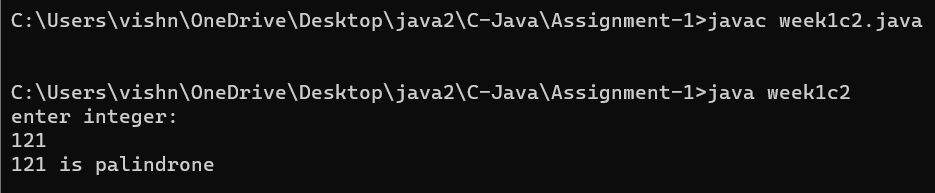 C:\Users\vishn\OneDrive\Desktop\java2\C-Java\Assignment-1>javac week1c2.java
C:\Users\vishn\OneDrive\Desktop\java2\C-Java\Assignment-1>java week1c2
enter integer:
121
121 is palindrone